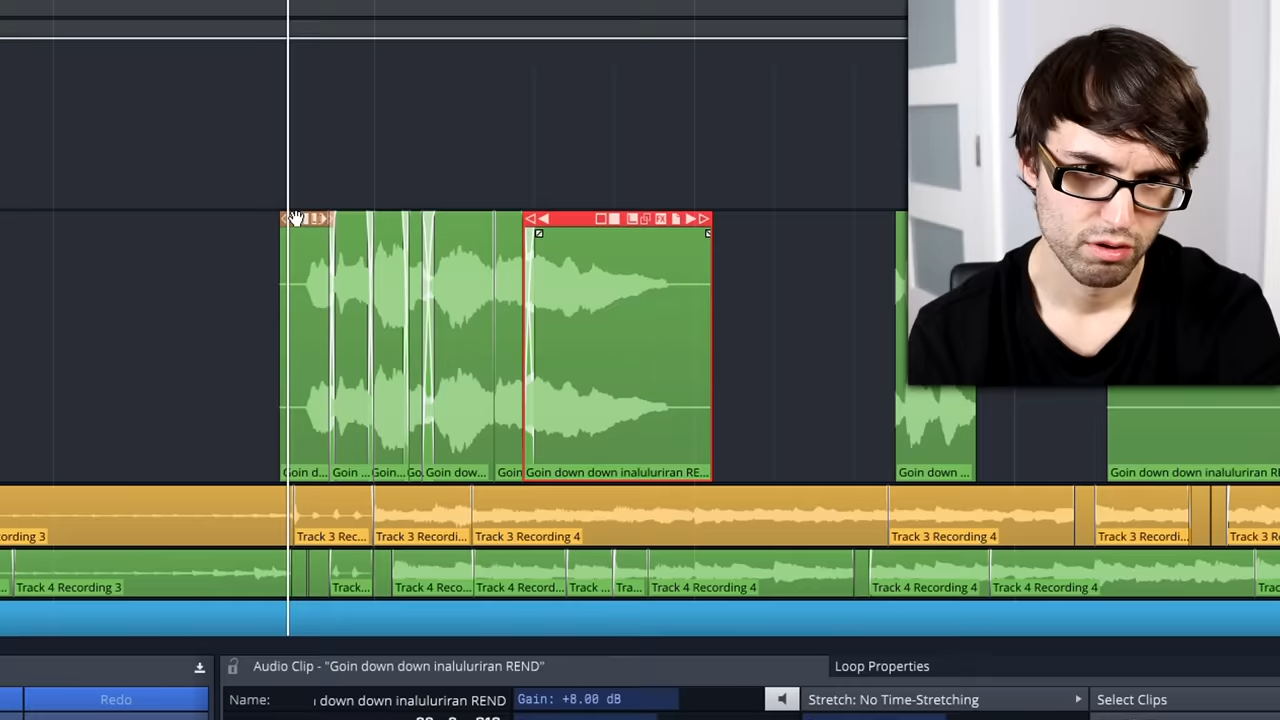 Goin d...
Goin ...
Goin...
Go
Goin dow...
Goin
Goin down down inaluluriran RE...
Goin down ...
Goin down down inaluluriran RE
ording 3
Track 3 Rec...
Track 3 Recordi...
Track 3 Recording 4
Track 3 Recording 4
Track 3 Recordi...
Track 3 R
Track 4 Recording 3
Track...
Track 4 Reco...
Track 4 Record...
Track ...
Tra...
Track 4 Recording 4
Track 4 Recording 4
Track 4 Recording 4
Trac
Audio Clip - "Goin down down inaluluriran REND"
Loop Properties
Redo
Name:
down down inaluluriran REND
Gain: +8.00 dB
Stretch: No Time-Stretching
Select Clips